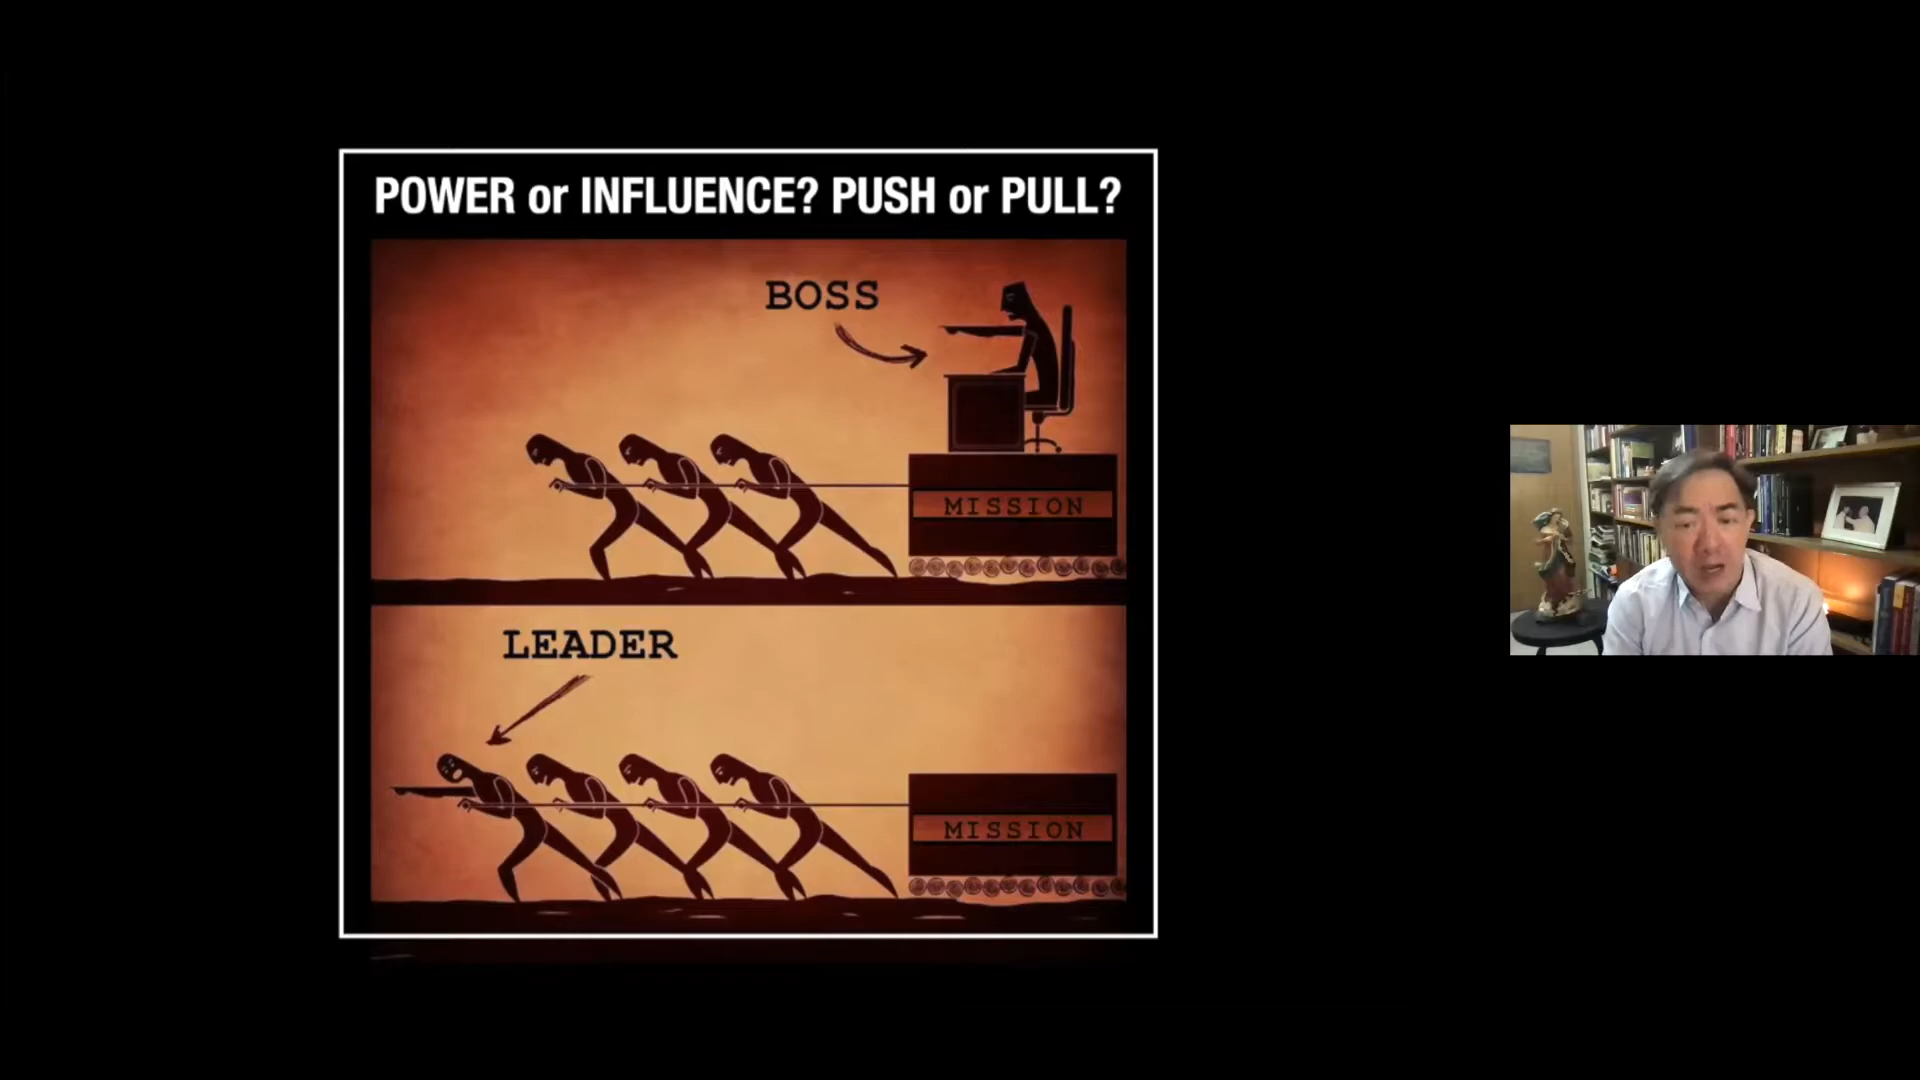 POWER or INFLUENCE? PUSH or PULL?
BOSS
MISSION
LEADER
MISSION